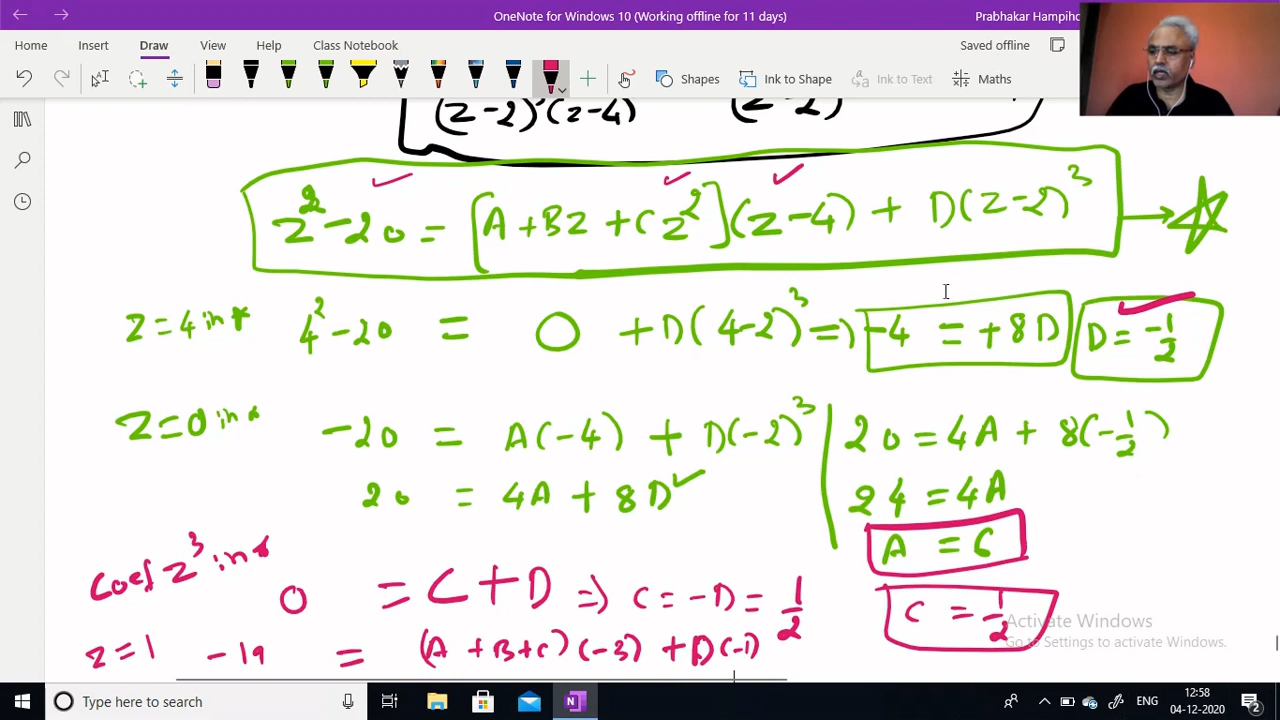 OneNote for Windows 10 (Working offline for 11 days)
Prabhakar Hampiho
Home Insert Draw View Help Class Notebook Saved offline
Shapes Ink to Shape Ink to Text Maths
(z-2)³(z-4) (z-2)
z²-20 = [A+Bz+Cz²](z-4) + D(z-2)³ → ☆
z=4 in * 4²-20 = 0 + D(4-2)³ => -4 = +8D D = -1/2
z=0 in * -20 = A(-4) + D(-2)³ 20 = 4A + 8(-1/2)
20 = 4A + 8D 24 = 4A
A = 6
Coef z³ in * 0 = C + D => C = -D = 1/2 C = 1/2
z=1 -19 = (A+B+C)(-3) + D(-1)
Activate Windows
Go to Settings to activate Windows.
Type here to search
ENG
12:58
04-12-2020
2